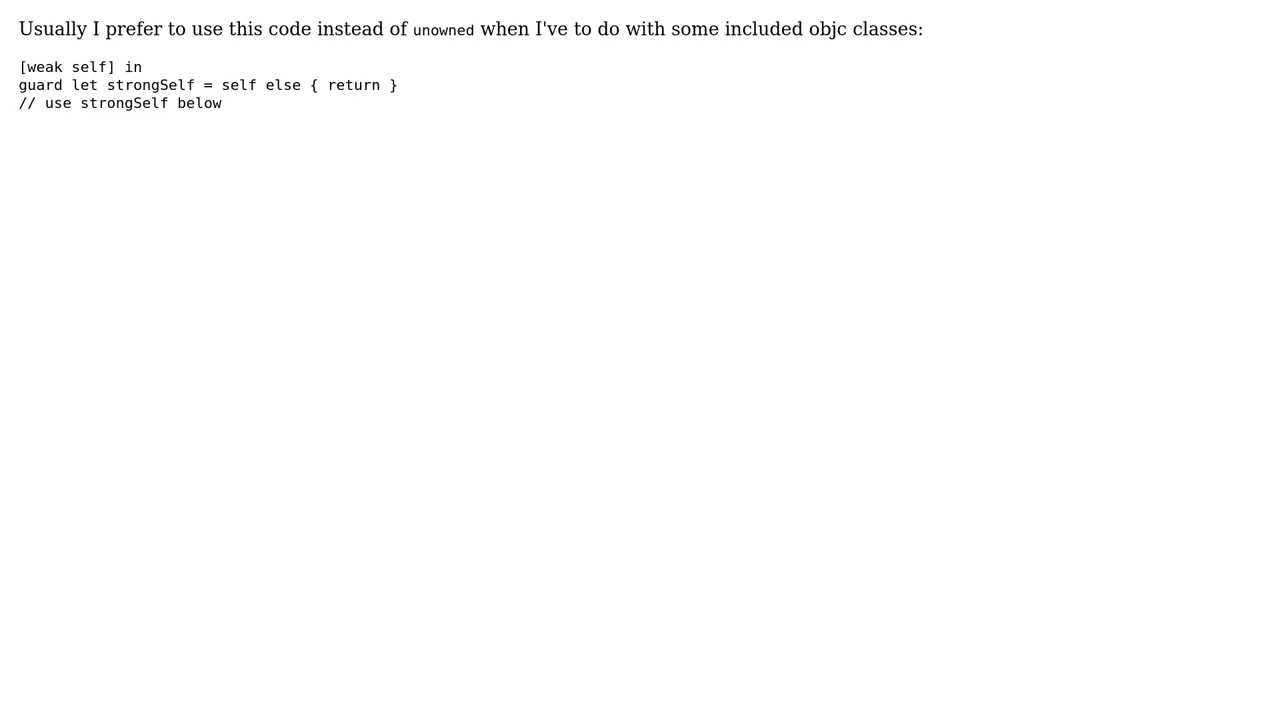 Usually I prefer to use this code instead of unowned when I've to do with some included objc classes:
[weak self] in
guard let strongSelf = self else { return }
// use strongSelf below